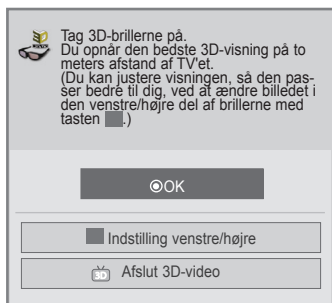 Tag 3D-brillerne på.
Du opnår den bedste 3D-visning på to
meters afstand af TV'et.
(Du kan justere visningen, så den pas-
ser bedre til dig, ved at ændre billedet i
den venstre/højre del af brillerne med
tasten .)
OK
Indstilling venstre/højre
3D Afslut 3D-video